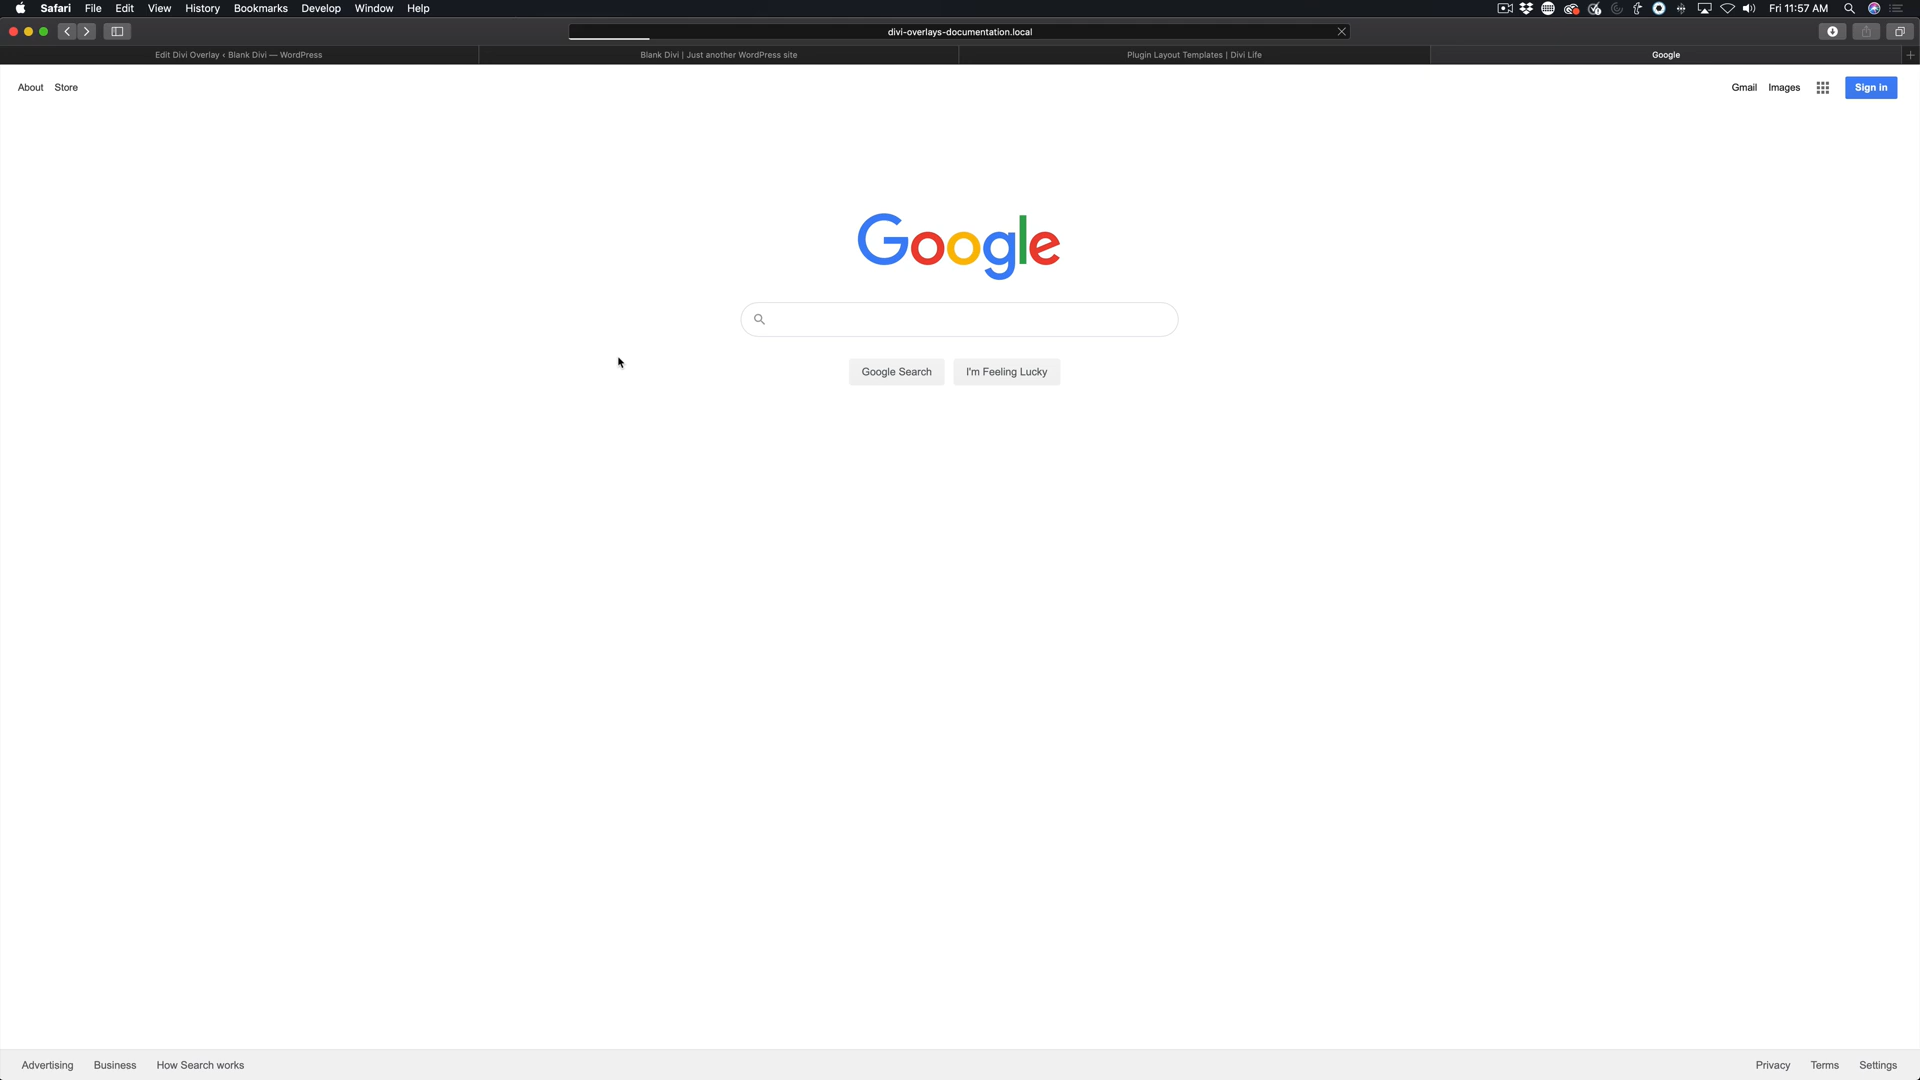 Safari File Edit View History Bookmarks Develop Window Help Fri 11:57 AM
divi-overlays-documentation.local
Edit Divi Overlay ‹ Blank Divi — WordPress Blank Divi | Just another WordPress site Plugin Layout Templates | Divi Life Google
About Store Gmail Images Sign in
Google
Google Search I'm Feeling Lucky
Advertising Business How Search works Privacy Terms Settings